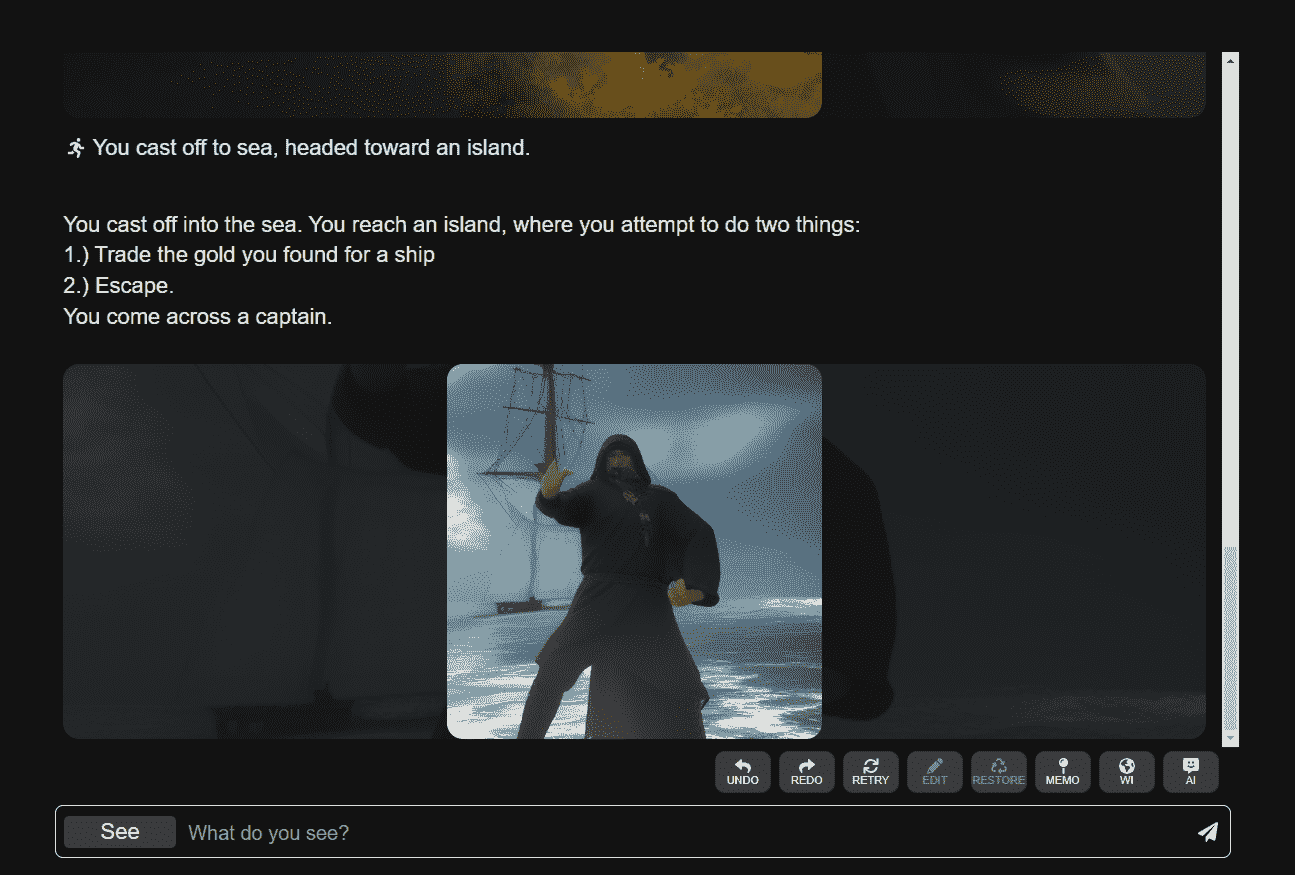 You cast off to sea, headed toward an island.
You cast off into the sea. You reach an island, where you attempt to do two things:
1.) Trade the gold you found for a ship
2.) Escape.
You come across a captain.
UNDO
REDO
RETRY
EDIT
RESTORE
MEMO
WI
AI
See
What do you see?